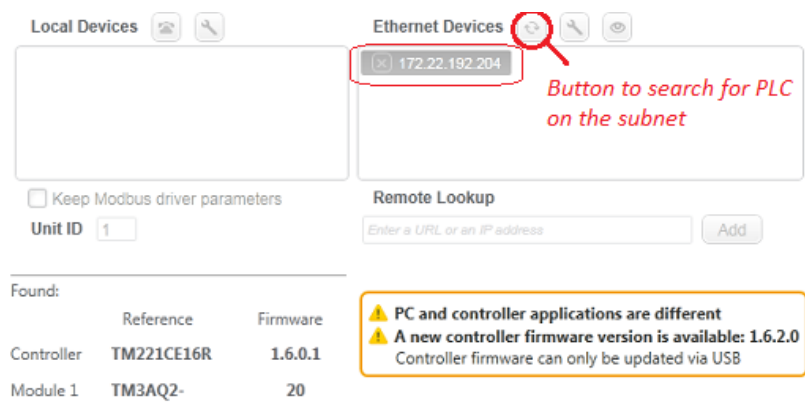 Local Devices
Ethernet Devices
172.22.192.204
Button to search for PLC
on the subnet
Keep Modbus driver parameters
Unit ID 1
Remote Lookup
Enter a URL or an IP address
Add
Found:
Reference Firmware
Controller TM221CE16R 1.6.0.1
Module 1 TM3AQ2- 20
PC and controller applications are different
A new controller firmware version is available: 1.6.2.0
Controller firmware can only be updated via USB